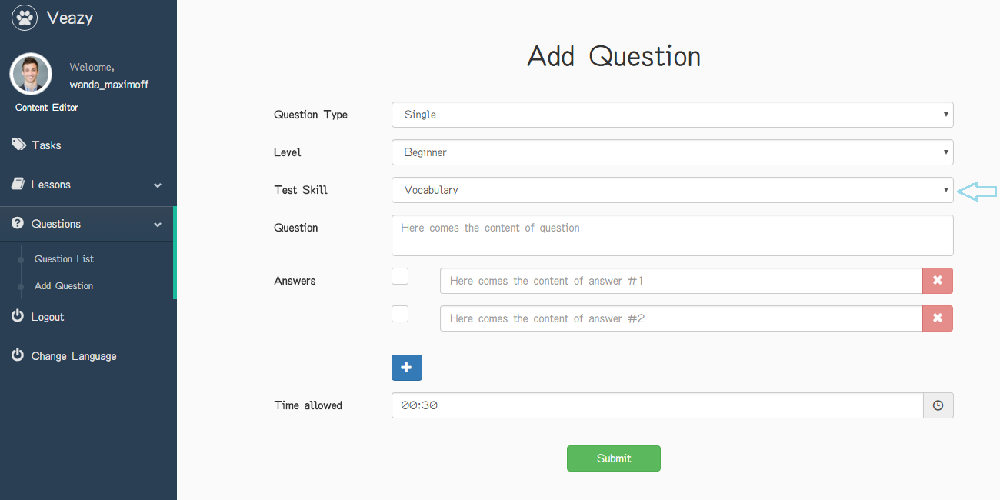 Veazy
Welcome,
wanda_maximoff
Content Editor
Tasks
Lessons
Questions
Question List
Add Question
Logout
Change Language
Add Question
Question Type
Single
Level
Beginner
Test Skill
Vocabulary
Question
Here comes the content of question
Answers
Here comes the content of answer #1
Here comes the content of answer #2
Time allowed
00:30
Submit